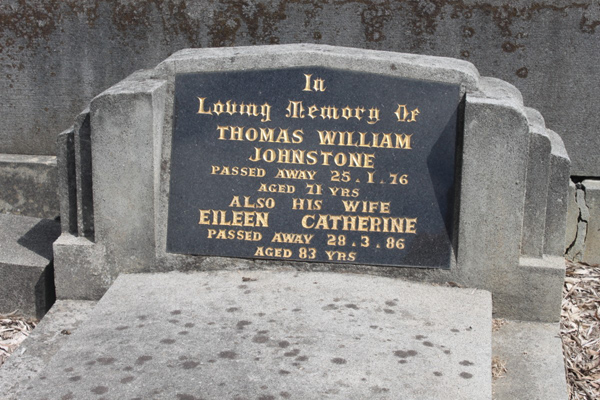 In
Loving Memory Of
THOMAS WILLIAM
JOHNSTONE
PASSED AWAY 25.1.76
AGED 71 YRS
ALSO HIS WIFE
EILEEN CATHERINE
PASSED AWAY 28.3.86
AGED 83 YRS